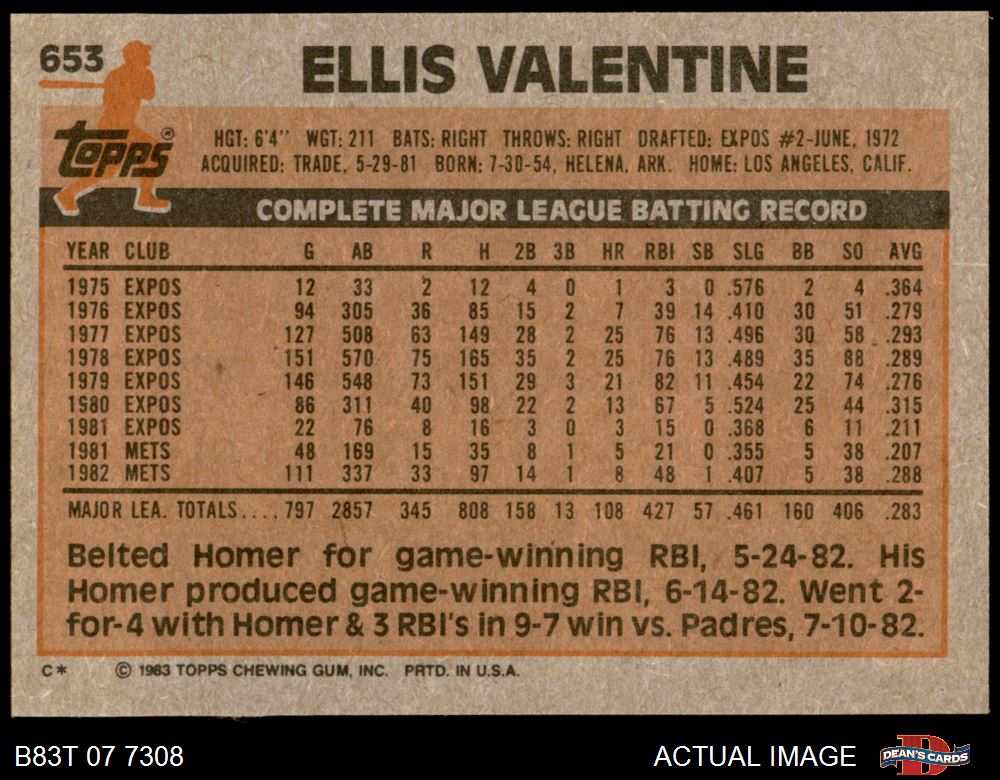 653 ELLIS VALENTINE
topps ®
HGT: 6'4" WGT: 211 BATS: RIGHT THROWS: RIGHT DRAFTED: EXPOS #2-JUNE, 1972
ACQUIRED: TRADE, 5-29-81 BORN: 7-30-54, HELENA, ARK. HOME: LOS ANGELES, CALIF.
COMPLETE MAJOR LEAGUE BATTING RECORD
YEAR CLUB G AB R H 2B 3B HR RBI SB SLG BB SO AVG
1975 EXPOS 12 33 2 12 4 0 1 3 0 .576 2 4 .364
1976 EXPOS 94 305 36 85 15 2 7 39 14 .410 30 51 .279
1977 EXPOS 127 508 63 149 28 2 25 76 13 .496 30 58 .293
1978 EXPOS 151 570 75 165 35 2 25 76 13 .489 35 88 .289
1979 EXPOS 146 548 73 151 29 3 21 82 11 .454 22 74 .276
1980 EXPOS 86 311 40 98 22 2 13 67 5 .524 25 44 .315
1981 EXPOS 22 76 8 16 3 0 3 15 0 .368 6 11 .211
1981 METS 48 169 15 35 8 1 5 21 0 .355 5 38 .207
1982 METS 111 337 33 97 14 1 8 48 1 .407 5 38 .288
MAJOR LEA. TOTALS.... 797 2857 345 808 158 13 108 427 57 .461 160 406 .283
Belted Homer for game-winning RBI, 5-24-82. His
Homer produced game-winning RBI, 6-14-82. Went 2-
for-4 with Homer & 3 RBI's in 9-7 win vs. Padres, 7-10-82.
C* © 1983 TOPPS CHEWING GUM, INC. PRTD. IN U.S.A.
B83T 07 7308 ACTUAL IMAGE D DEAN'S CARDS